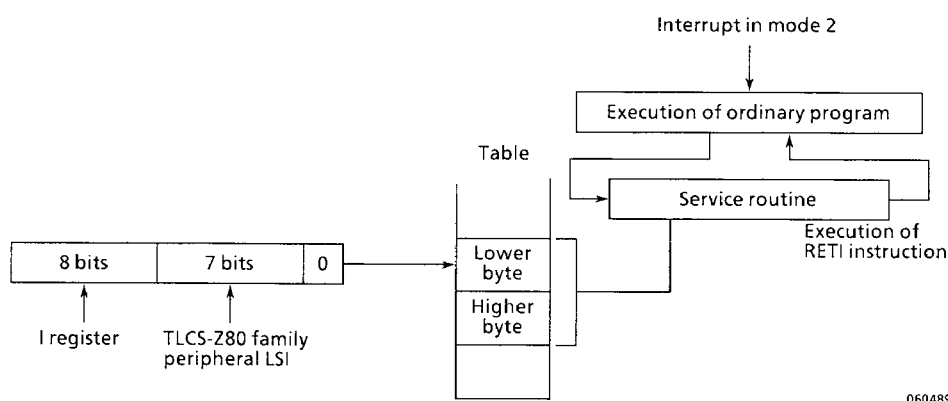 Interrupt in mode 2
Execution of ordinary program
Table
Service routine
Execution of
RETI instruction
Lower
byte
8 bits
7 bits
0
Higher
byte
I register
TLCS-Z80 family
peripheral LSI